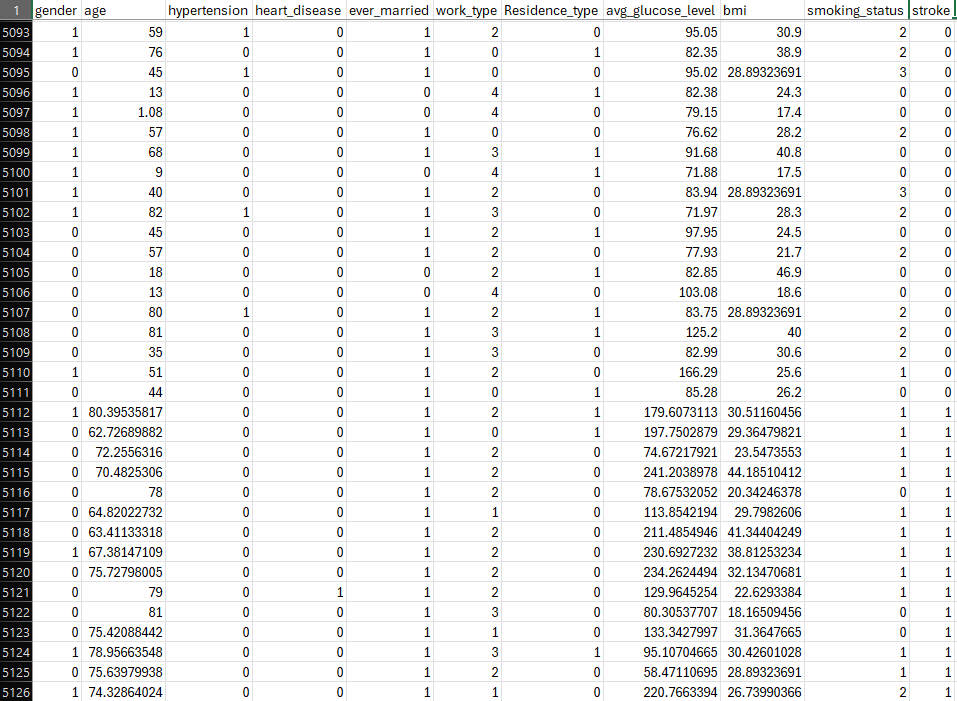 1 gender age hypertension heart_disease ever_married work_type Residence_type avg_glucose_level bmi smoking_status stroke
5093 1 59 1 0 1 2 0 95.05 30.9 2 0
5094 1 76 0 0 1 0 1 82.35 38.9 2 0
5095 0 45 1 0 1 0 0 95.02 28.89323691 3 0
5096 1 13 0 0 0 4 1 82.38 24.3 0 0
5097 1 1.08 0 0 0 4 0 79.15 17.4 0 0
5098 1 57 0 0 1 0 0 76.62 28.2 2 0
5099 1 68 0 0 1 3 1 91.68 40.8 0 0
5100 1 9 0 0 0 4 1 71.88 17.5 0 0
5101 1 40 0 0 1 2 0 83.94 28.89323691 3 0
5102 1 82 1 0 1 3 0 71.97 28.3 2 0
5103 0 45 0 0 1 2 1 97.95 24.5 0 0
5104 0 57 0 0 1 2 0 77.93 21.7 2 0
5105 0 18 0 0 0 2 1 82.85 46.9 0 0
5106 0 13 0 0 0 4 0 103.08 18.6 0 0
5107 0 80 1 0 1 2 1 83.75 28.89323691 2 0
5108 0 81 0 0 1 3 1 125.2 40 2 0
5109 0 35 0 0 1 3 0 82.99 30.6 2 0
5110 1 51 0 0 1 2 0 166.29 25.6 1 0
5111 0 44 0 0 1 0 1 85.28 26.2 0 0
5112 1 80.39535817 0 0 1 2 1 179.6073113 30.51160456 1 1
5113 0 62.72689882 0 0 1 0 1 197.7502879 29.36479821 1 1
5114 0 72.2556316 0 0 1 2 0 74.67217921 23.5473553 1 1
5115 0 70.4825306 0 0 1 2 0 241.2038978 44.18510412 1 1
5116 0 78 0 0 1 2 0 78.67532052 20.34246378 0 1
5117 0 64.82022732 0 0 1 1 0 113.8542194 29.7982606 1 1
5118 0 63.41133318 0 0 1 2 0 211.4854946 41.34404249 1 1
5119 1 67.38147109 0 0 1 2 0 230.6927232 38.81253234 1 1
5120 0 75.72798005 0 0 1 2 0 234.2624494 32.13470681 1 1
5121 0 79 0 1 1 2 0 129.9645254 22.6293384 1 1
5122 0 81 0 0 1 3 0 80.30537707 18.16509456 0 1
5123 0 75.42088442 0 0 1 1 0 133.3427997 31.3647665 0 1
5124 1 78.95663548 0 0 1 3 1 95.10704665 30.42601028 1 1
5125 0 75.63979938 0 0 1 2 0 58.47110695 28.89323691 1 1
5126 1 74.32864024 0 0 1 1 0 220.7663394 26.73990366 2 1